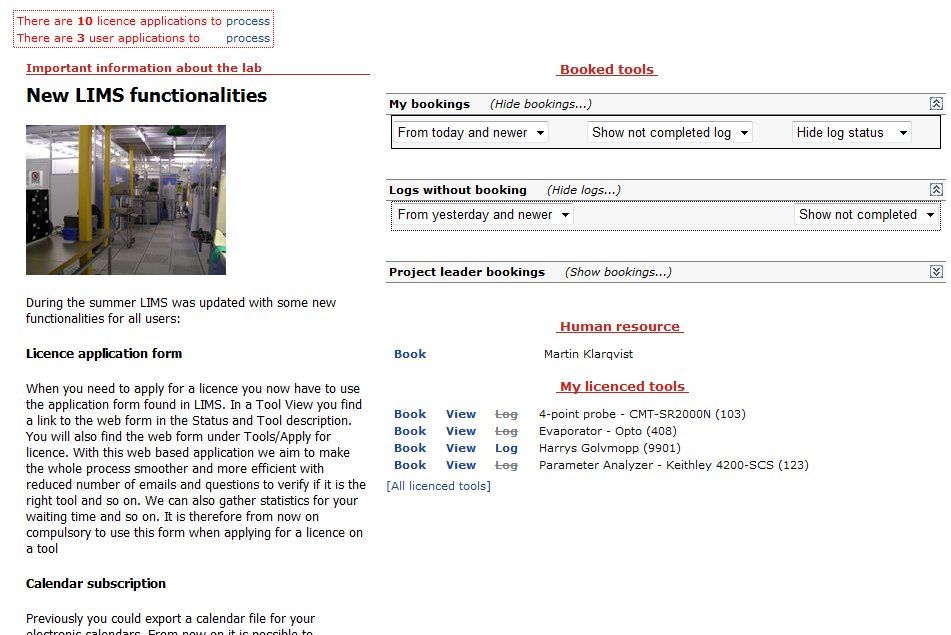 There are 10 licence applications to process
There are 3 user applications to process
Important information about the lab
New LIMS functionalities
During the summer LIMS was updated with some new
functionalities for all users:
Licence application form
When you need to apply for a licence you now have to use
the application form found in LIMS. In a Tool View you find
a link to the web form in the Status and Tool description.
You will also find the web form under Tools/Apply for
licence. With this web based application we aim to make
the whole process smoother and more efficient with
reduced number of emails and questions to verify if it is the
right tool and so on. We can also gather statistics for your
waiting time and so on. It is therefore from now on
compulsory to use this form when applying for a licence on
a tool
Calendar subscription
Previously you could export a calendar file for your
electronic calendars. From now on it is possible to
Booked tools
My bookings (Hide bookings...)
From today and newer Show not completed log Hide log status
Logs without booking (Hide logs...)
From yesterday and newer Show not completed
Project leader bookings (Show bookings...)
Human resource
Book Martin Klarqvist
My licenced tools
Book View Log 4-point probe - CMT-SR2000N (103)
Book View Log Evaporator - Opto (408)
Book View Log Harrys Golvmopp (9901)
Book View Log Parameter Analyzer - Keithley 4200-SCS (123)
[All licenced tools]